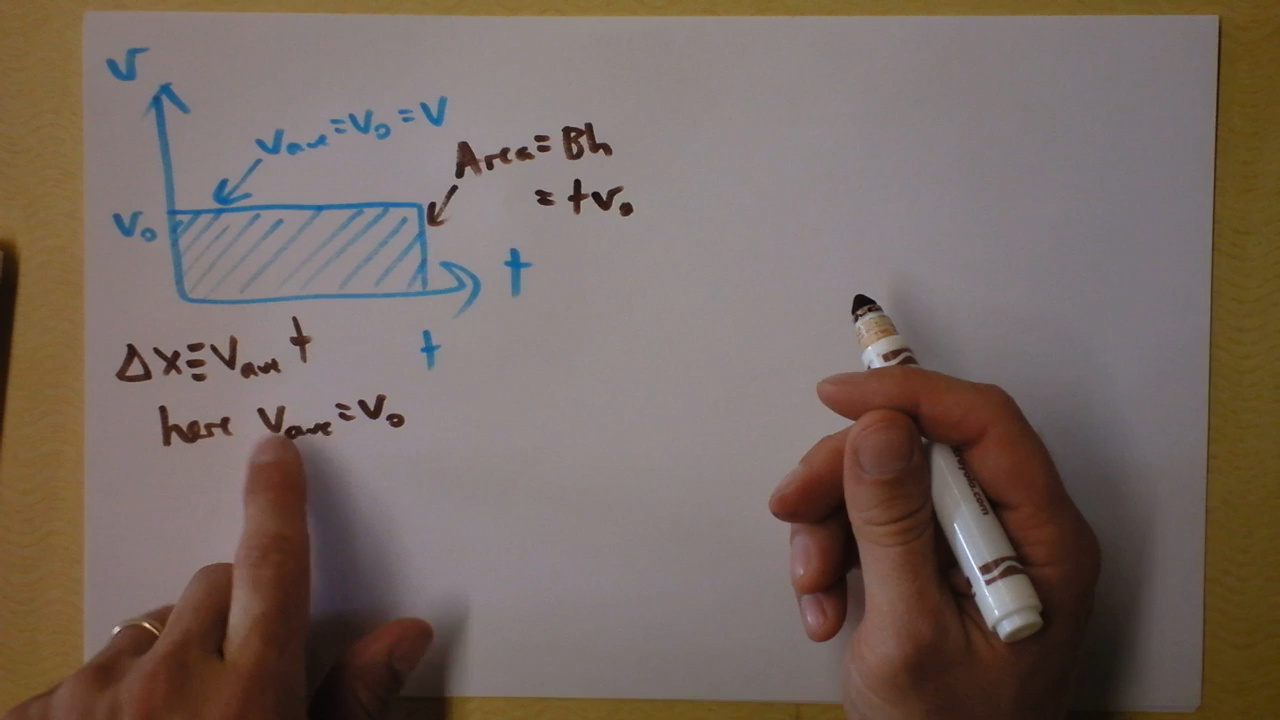 v
v₀
Vave = V₀ = V
Area = Bh
= tv₀
t
t
Δx ≡ Vave t
here Vave = V₀